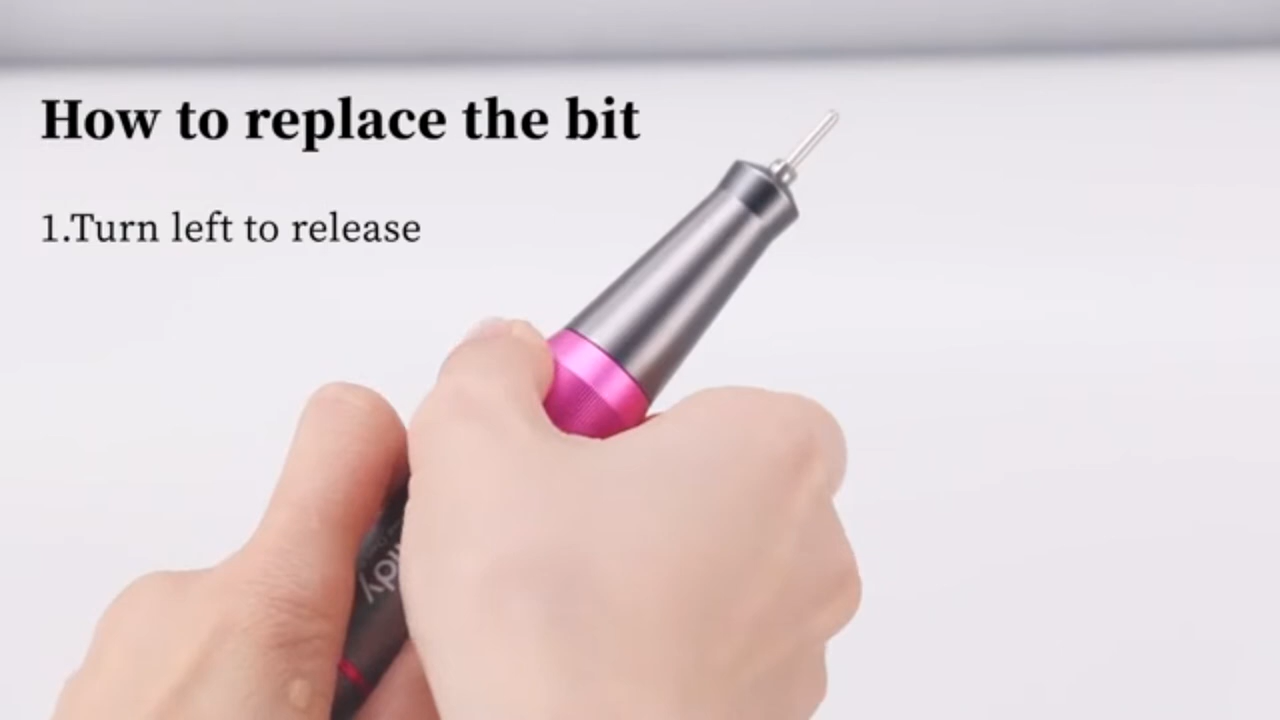 How to replace the bit
1.Turn left to release